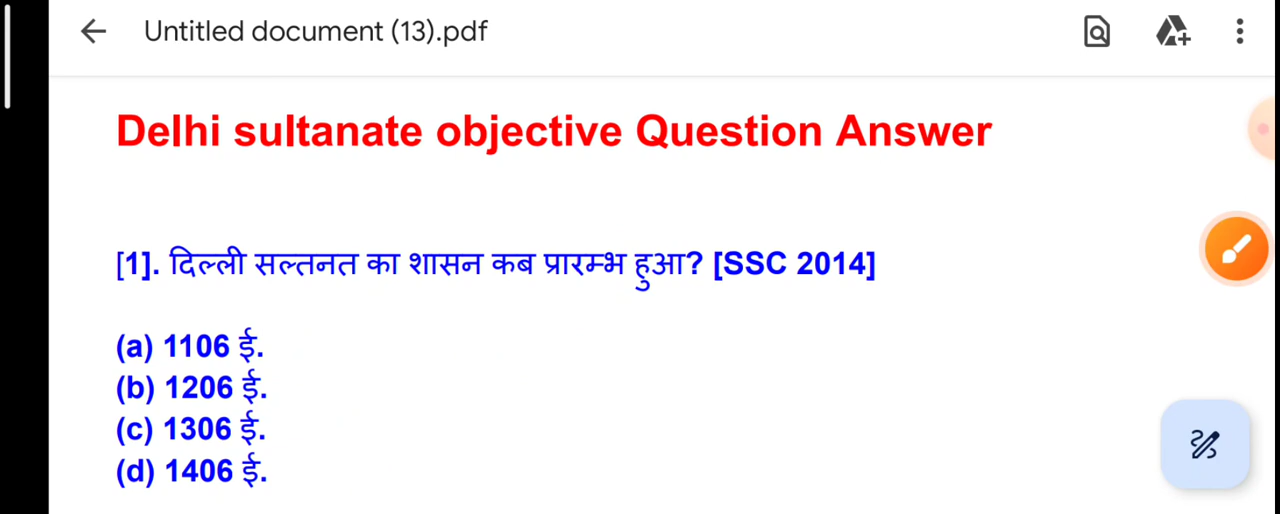 Untitled document (13).pdf
Delhi sultanate objective Question Answer
[1]. दिल्ली सल्तनत का शासन कब प्रारम्भ हुआ? [SSC 2014]
(a) 1106 ई.
(b) 1206 ई.
(c) 1306 ई.
(d) 1406 ई.